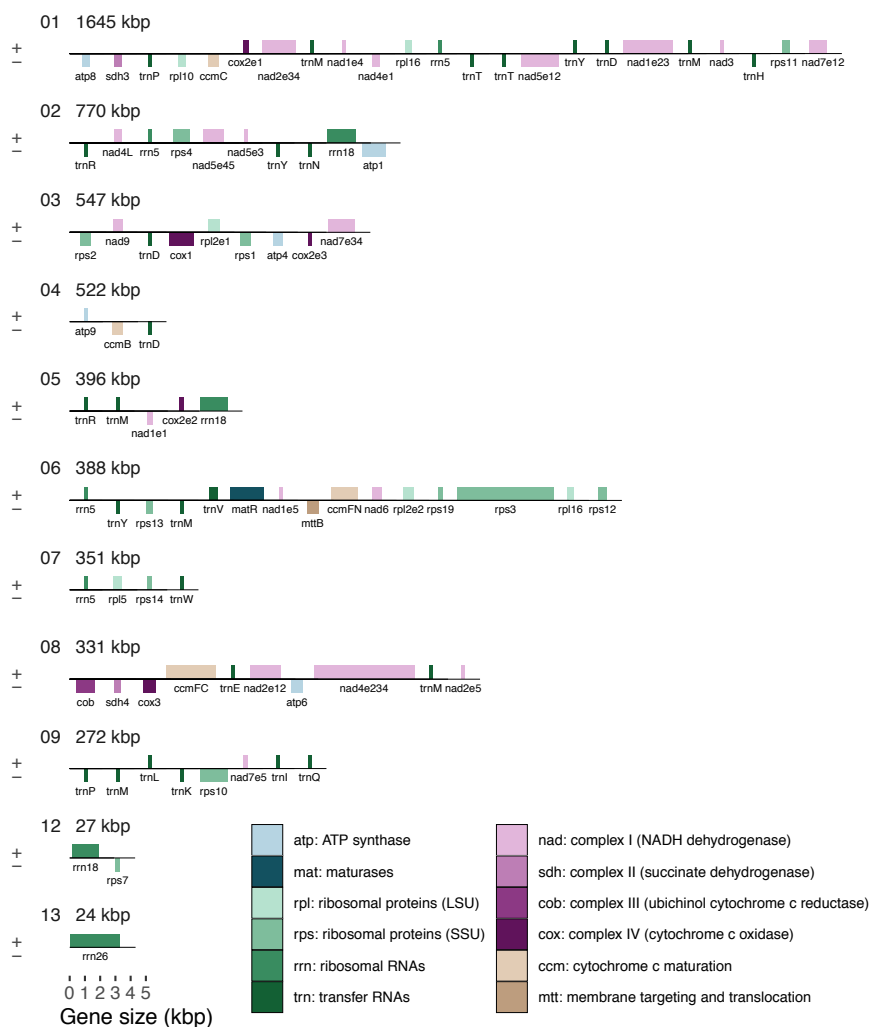 01 1645 kbp
+
cox2e1 trnM nad1e4 rpl16 rrn5 trnY trnD trnM nad3 rps11 nad7e12
−
atp8 sdh3 trnP rpl10 ccmC nad2e34 nad4e1 trnT trnT nad5e12 nad1e23 trnH
02 770 kbp
+
−
nad4L rrn5 rps4 nad5e3 rrn18
trnR nad5e45 trnY trnN atp1
03 547 kbp
+
−
nad9 rpl2e1 nad7e34
rps2 trnD cox1 rps1 atp4 cox2e3
04 522 kbp
+
−
atp9
ccmB trnD
05 396 kbp
+
−
trnR trnM cox2e2 rrn18
nad1e1
06 388 kbp
+
−
rrn5 trnV matR nad1e5 ccmFN nad6 rpl2e2 rps19 rps3 rpl16 rps12
trnY rps13 trnM mttB
07 351 kbp
+
−
rrn5 rpl5 rps14 trnW
08 331 kbp
+
−
ccmFC trnE nad2e12 nad4e234 trnM nad2e5
cob sdh4 cox3 atp6
09 272 kbp
+
−
trnL nad7e5 trnI trnQ
trnP trnM trnK rps10
12 27 kbp
+
−
rrn18
rps7
13 24 kbp
+
−
rrn26
0 1 2 3 4 5
Gene size (kbp)
atp: ATP synthase
mat: maturases
rpl: ribosomal proteins (LSU)
rps: ribosomal proteins (SSU)
rrn: ribosomal RNAs
trn: transfer RNAs
nad: complex I (NADH dehydrogenase)
sdh: complex II (succinate dehydrogenase)
cob: complex III (ubichinol cytochrome c reductase)
cox: complex IV (cytochrome c oxidase)
ccm: cytochrome c maturation
mtt: membrane targeting and translocation